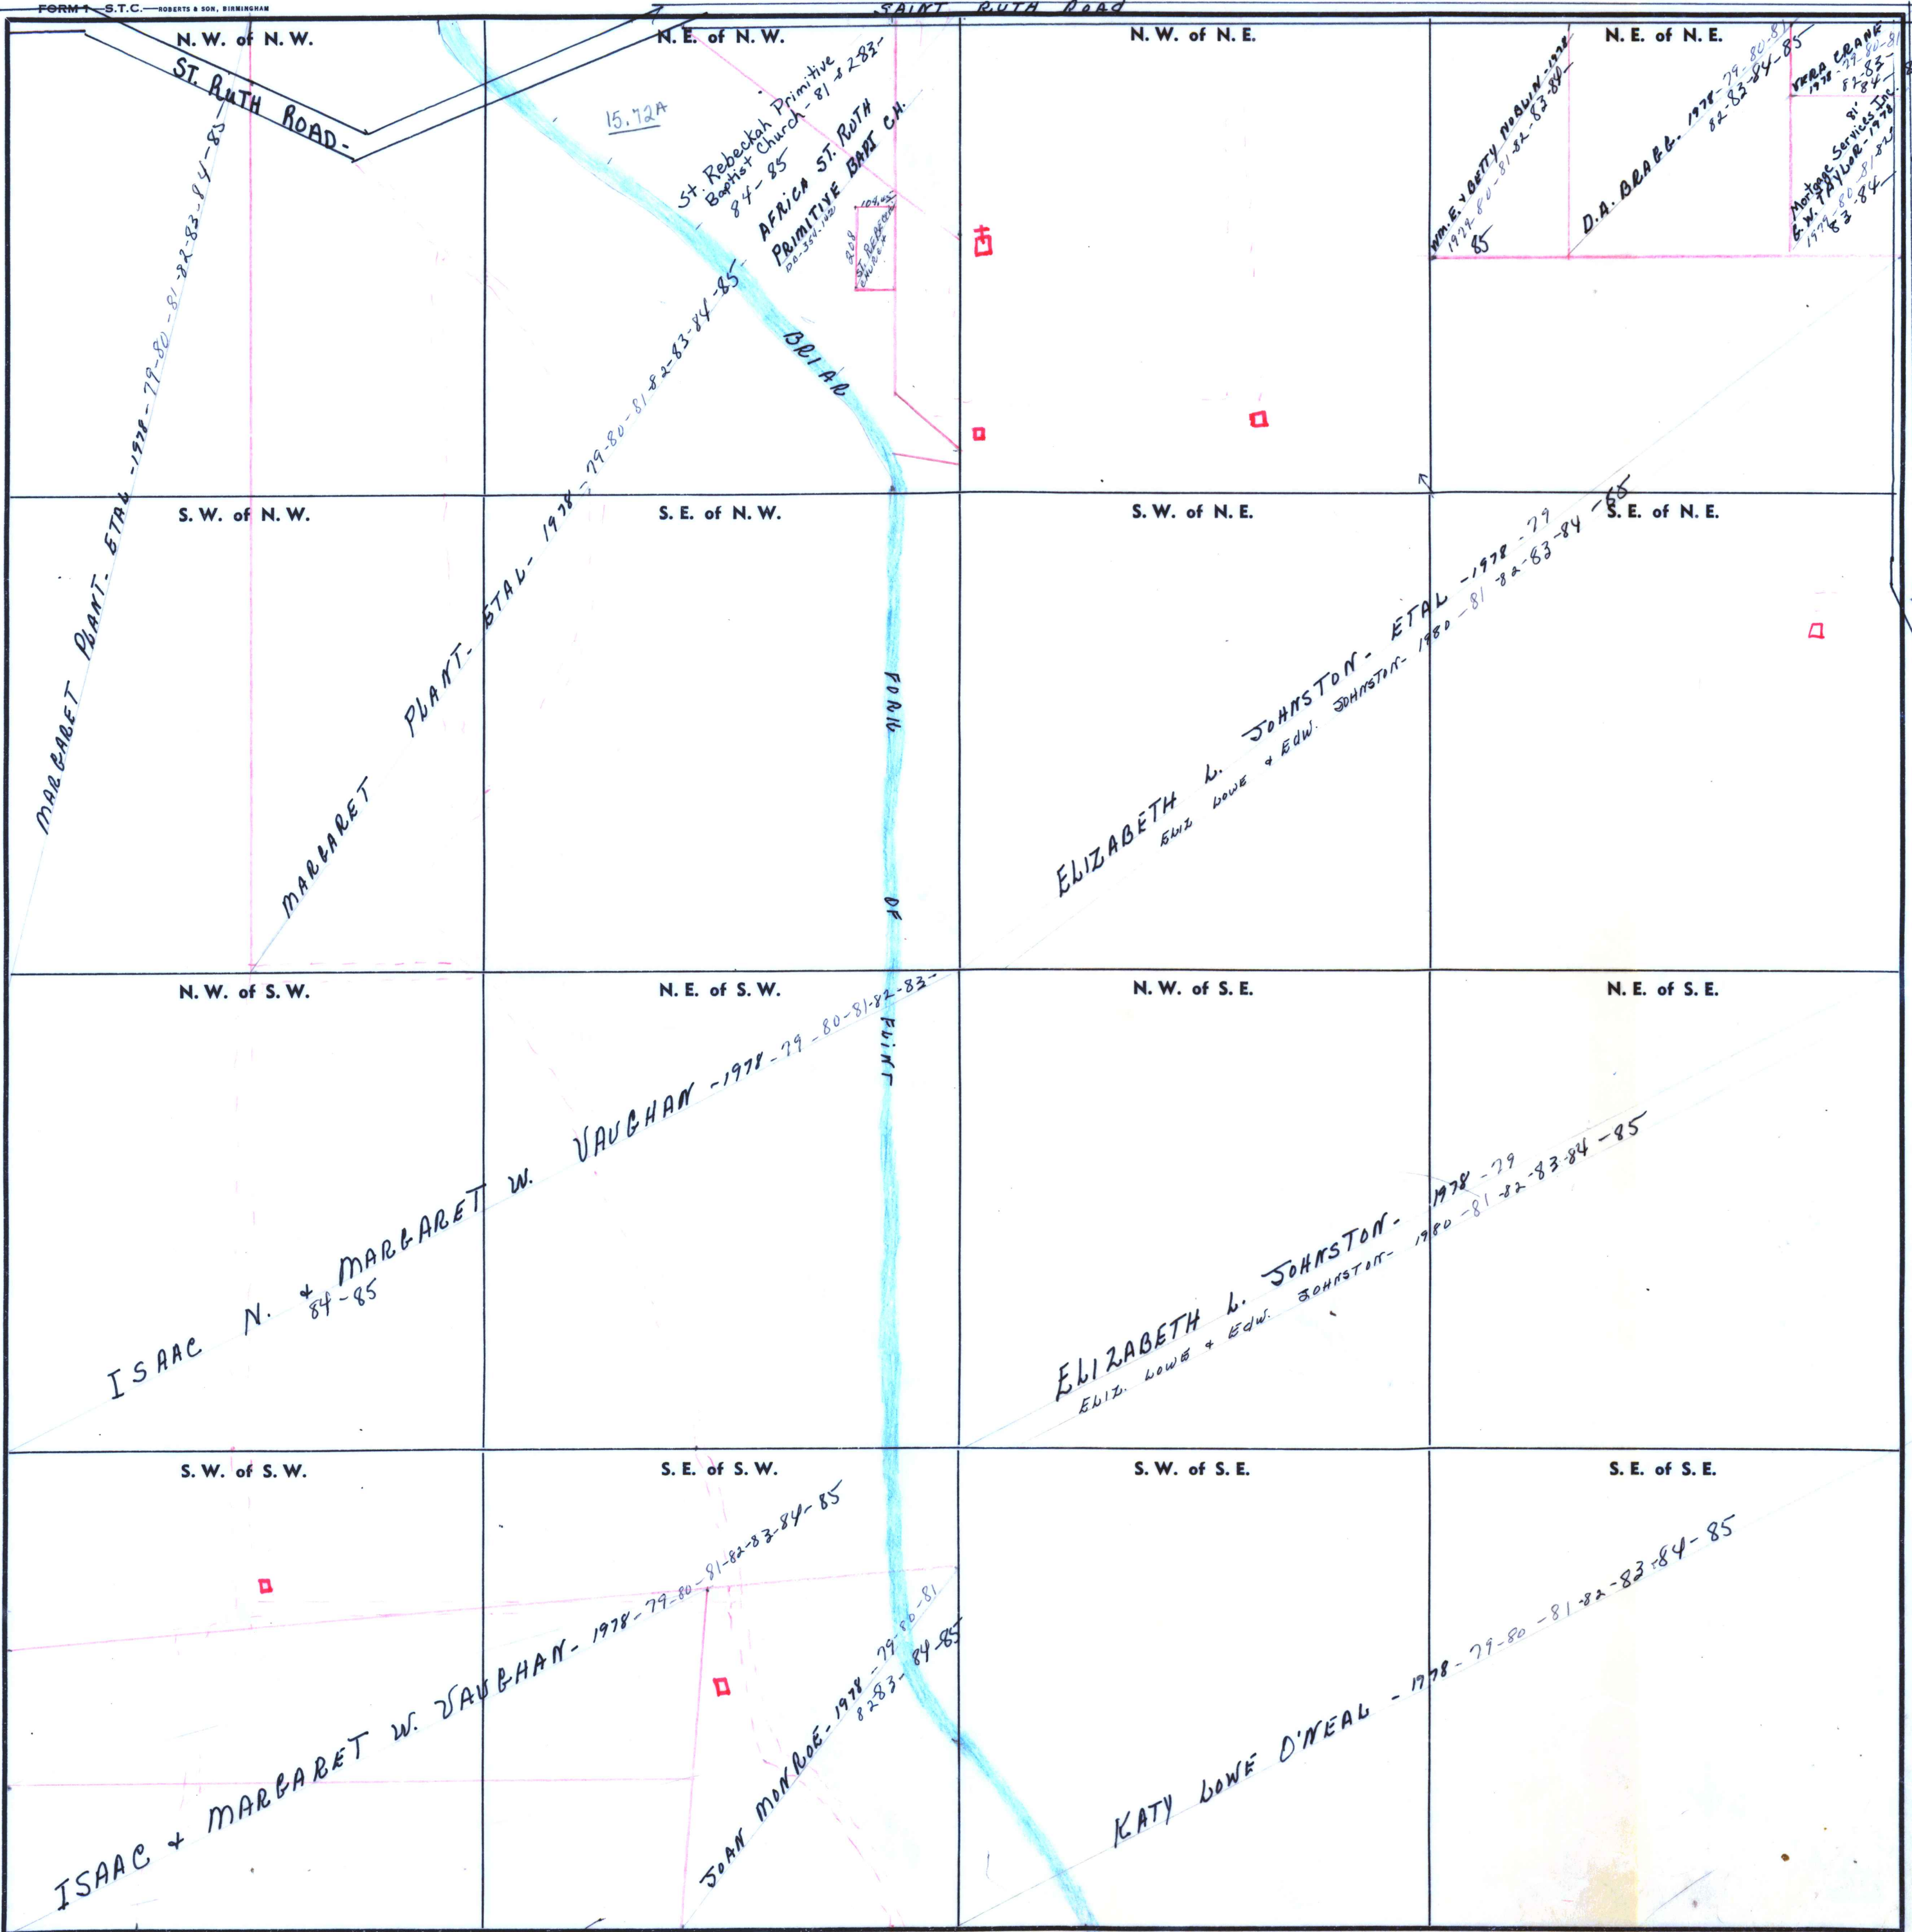 FORM 1 S.T.C.—ROBERTS & SON, BIRMINGHAM
SAINT RUTH ROAD
N. W. of N. W.
N. E. of N. W.
N. W. of N. E.
N. E. of N. E.
ST. RUTH ROAD-
15.72A
St. Rebeckah Primitive
Baptist Church - 81-82-83-
84-85
AFRICA ST. RUTH
PRIMITIVE BAPT CH.
208
CHURCH
WM. E. & BETTY NOBLIN-1978
1979-80-81-82-83-84-
85
D.A. BRAGG. 1978-79-80-81
82-83-84-85
VERA CRANE
1978-79-80-81
82-83-
84-
81'
Mortgage Services Inc.
G.W. TAYLOR-1978
1979-80-81-82
83-84-
MARGARET PLANT- ETAL -1978-79-80-81-82-83-84-85
MARGARET PLANT- ETAL- 1978-79-80-81-82-83-84-85
BRIAR
FORK
OF
FLINT
S. W. of N. W.
S. E. of N. W.
S. W. of N. E.
S. E. of N. E.
ELIZABETH L. JOHNSTON- ETAL -1978-79
ELIZ LOWE & EDW. JOHNSTON- 1980-81-82-83-84-85
N. W. of S. W.
N. E. of S. W.
N. W. of S. E.
N. E. of S. E.
ISAAC N. & MARGARET W. VAUGHAN -1978-79-80-81-82-83-
84-85
ELIZABETH L. JOHNSTON- 1978-79
ELIZ. LOWE & EDW. JOHNSTON- 1980-81-82-83-84-85
S. W. of S. W.
S. E. of S. W.
S. W. of S. E.
S. E. of S. E.
ISAAC & MARGARET W. VAUGHAN- 1978-79-80-81-82-83-84-85
JOAN MONROE- 1978-79-80-81
82-83-84-85
KATY LOWE O'NEAL - 1978-79-80-81-82-83-84-85